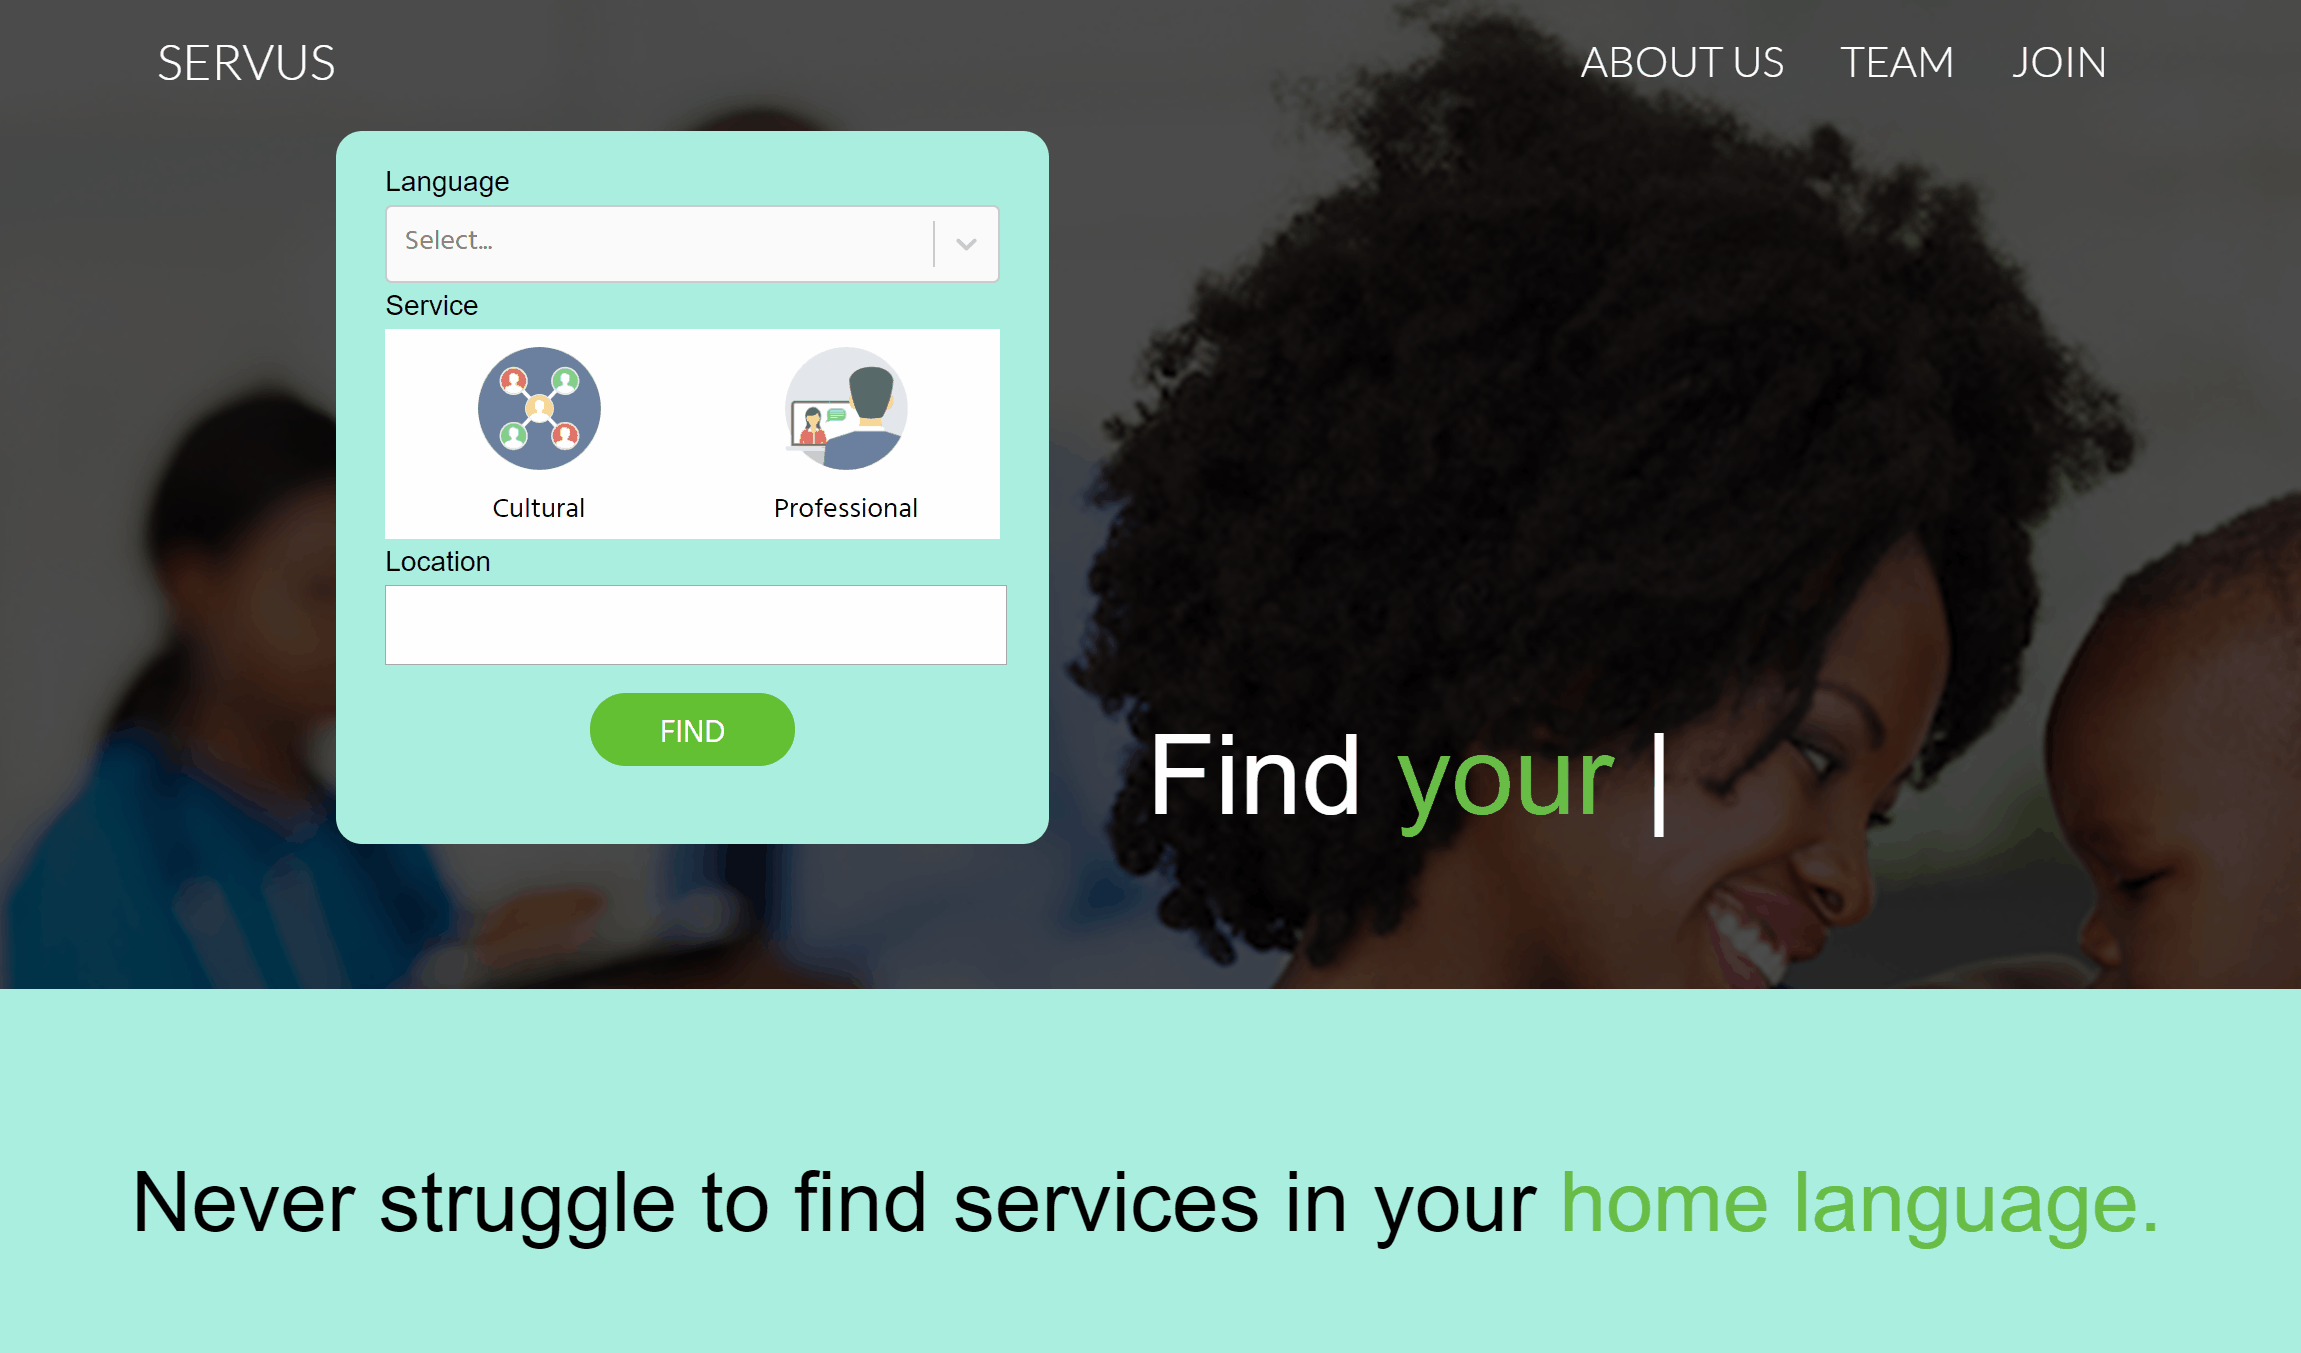 SERVUS
ABOUT US TEAM JOIN
Language
Select...
Service
Cultural Professional
Location
FIND
Find your |
Never struggle to find services in your home language.